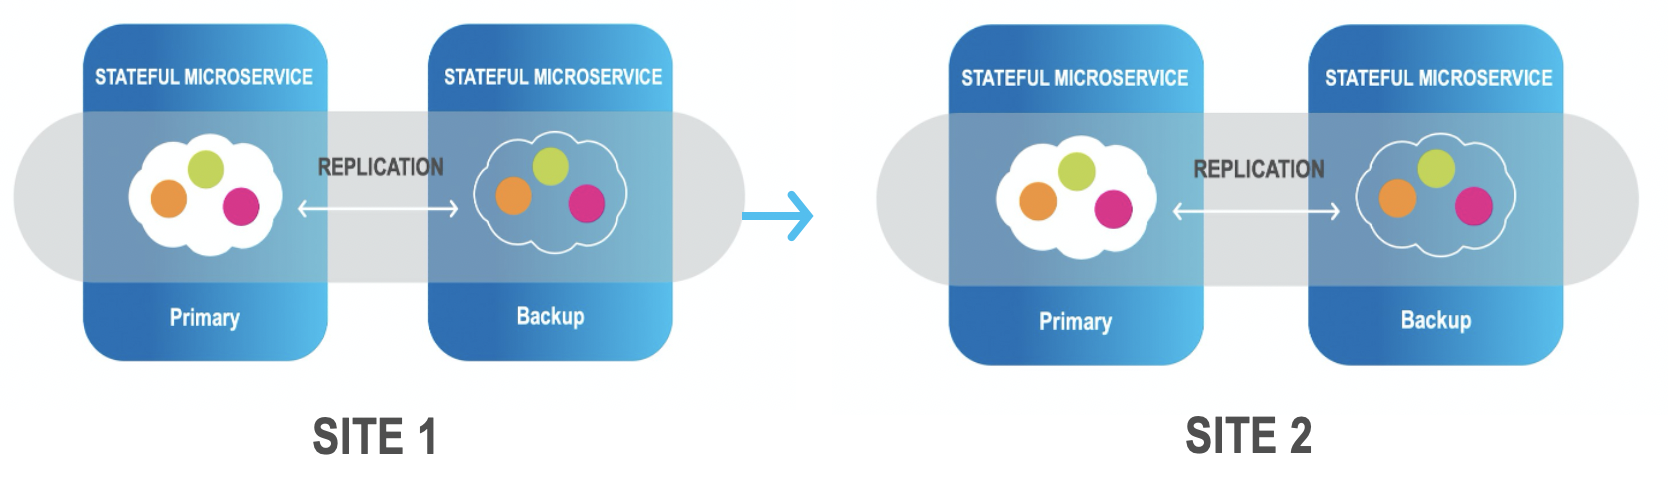 STATEFUL MICROSERVICE
STATEFUL MICROSERVICE
REPLICATION
Primary
Backup
SITE 1
STATEFUL MICROSERVICE
STATEFUL MICROSERVICE
REPLICATION
Primary
Backup
SITE 2